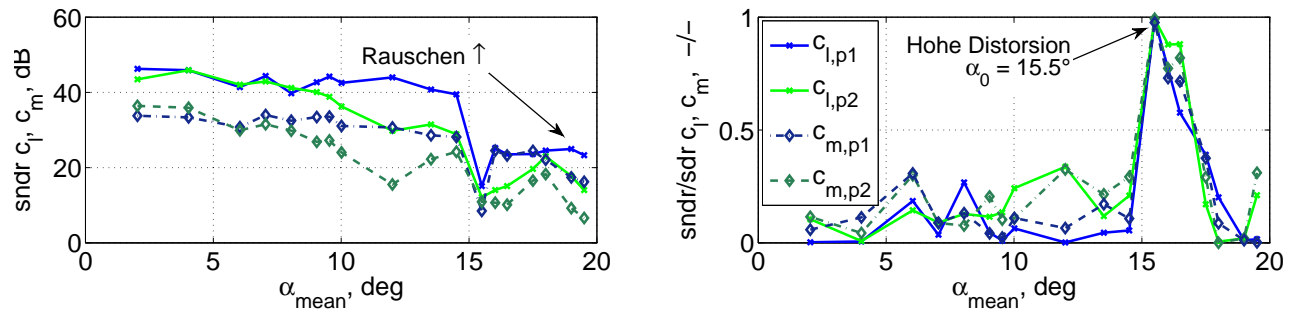 sndr c_l, c_m, dB
60
40
20
0
0
5
10
15
20
α_mean, deg
Rauschen ↑
sndr/sdr c_l, c_m, −/−
1
0.5
0
0
5
10
15
20
α_mean, deg
c_l,p1
c_l,p2
c_m,p1
c_m,p2
Hohe Distorsion
α_0 = 15.5°